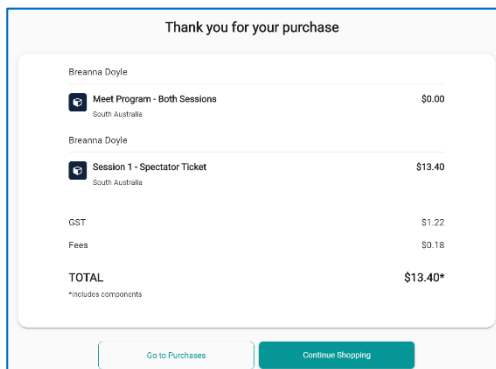 Thank you for your purchase
Breanna Doyle
Meet Program - Both Sessions $0.00
South Australia
Breanna Doyle
Session 1 - Spectator Ticket $13.40
South Australia
GST $1.22
Fees $0.18
TOTAL $13.40*
*includes components
Go to Purchases Continue Shopping